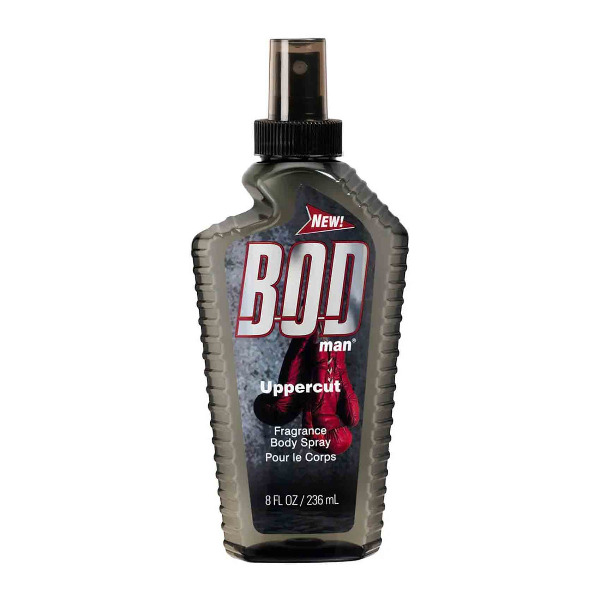 NEW!
BOD
man®
Uppercut
Fragrance
Body Spray
Pour le Corps
8 FL OZ / 236 mL